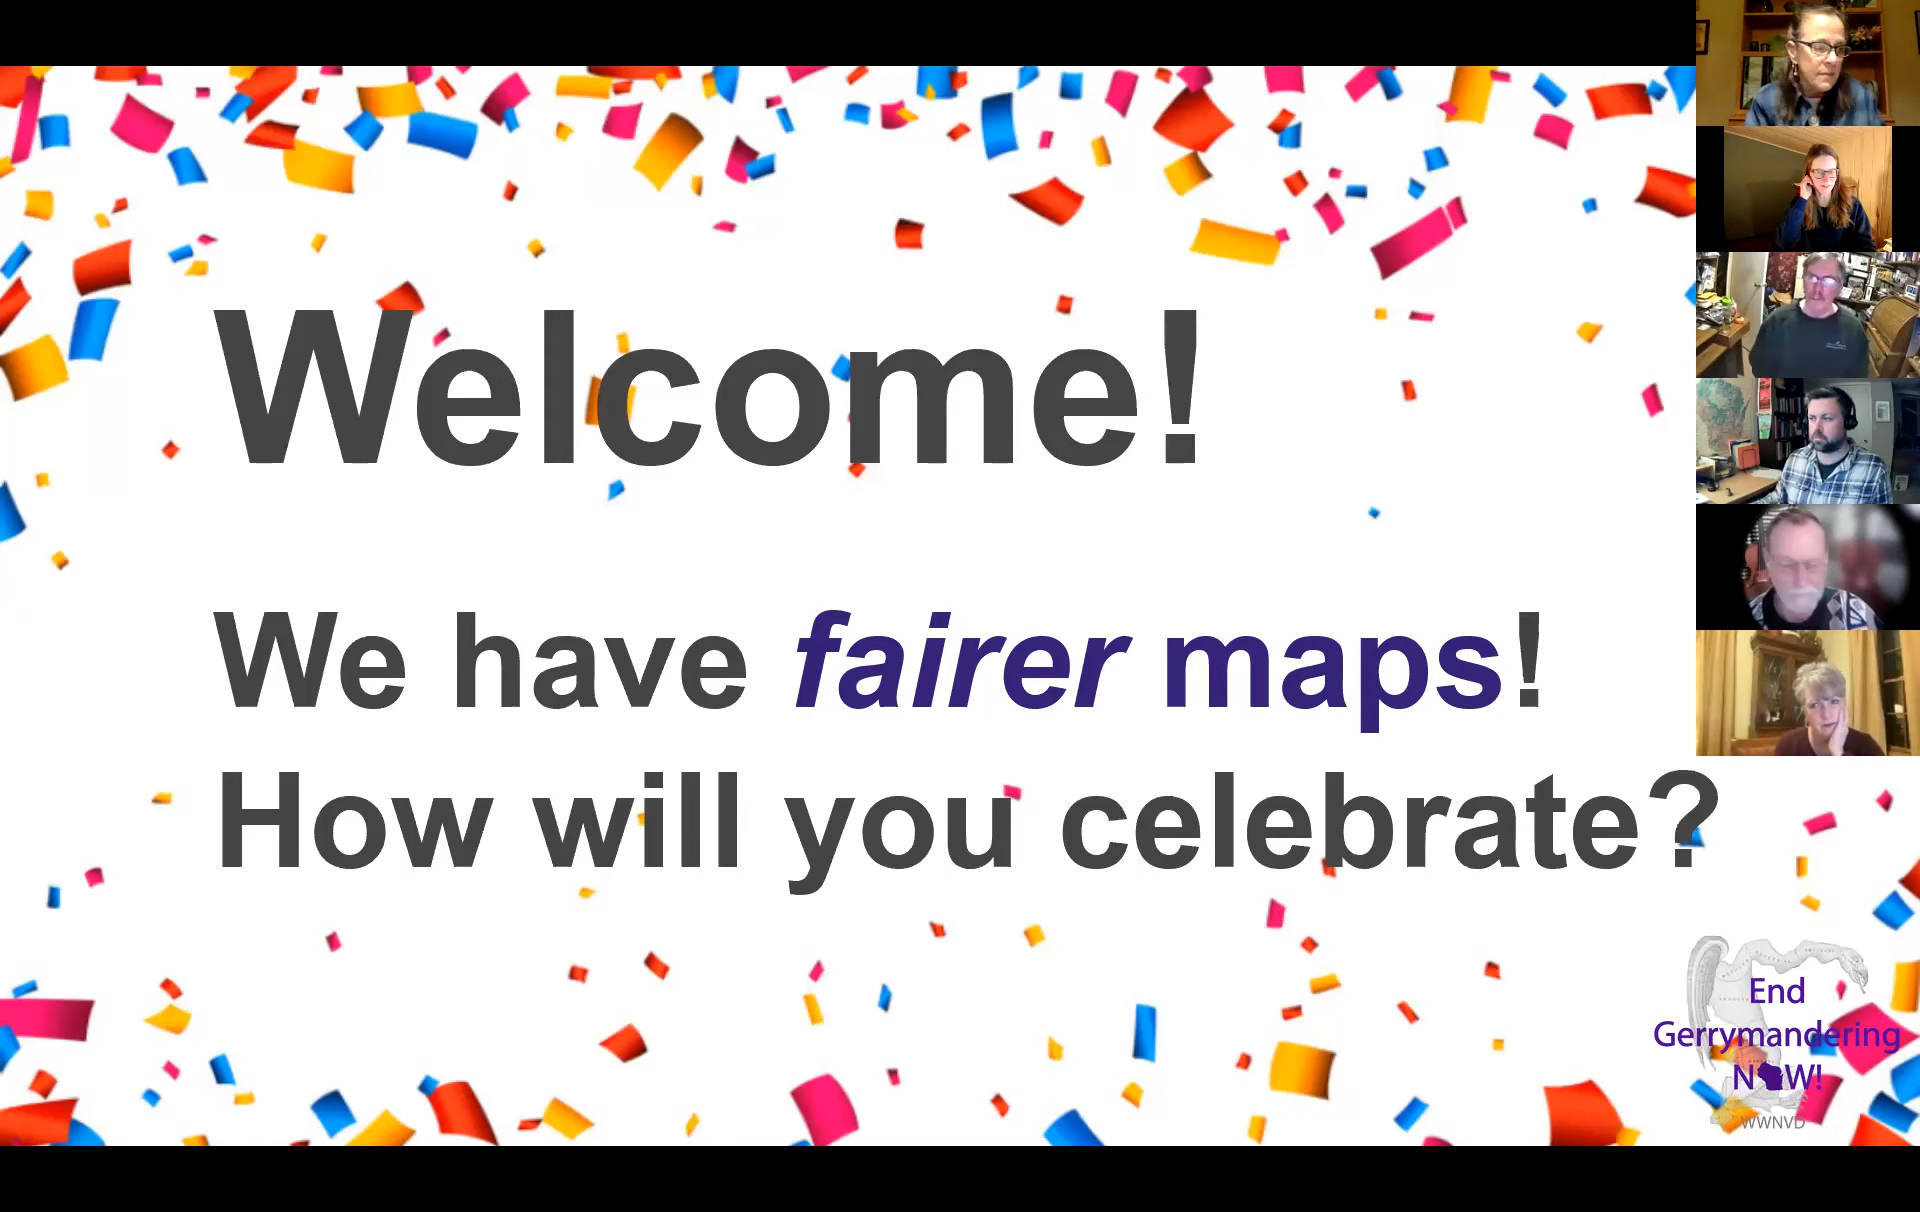 Welcome!
We have fairer maps!
How will you celebrate?
End
Gerrymandering
NOW!
WWNVD